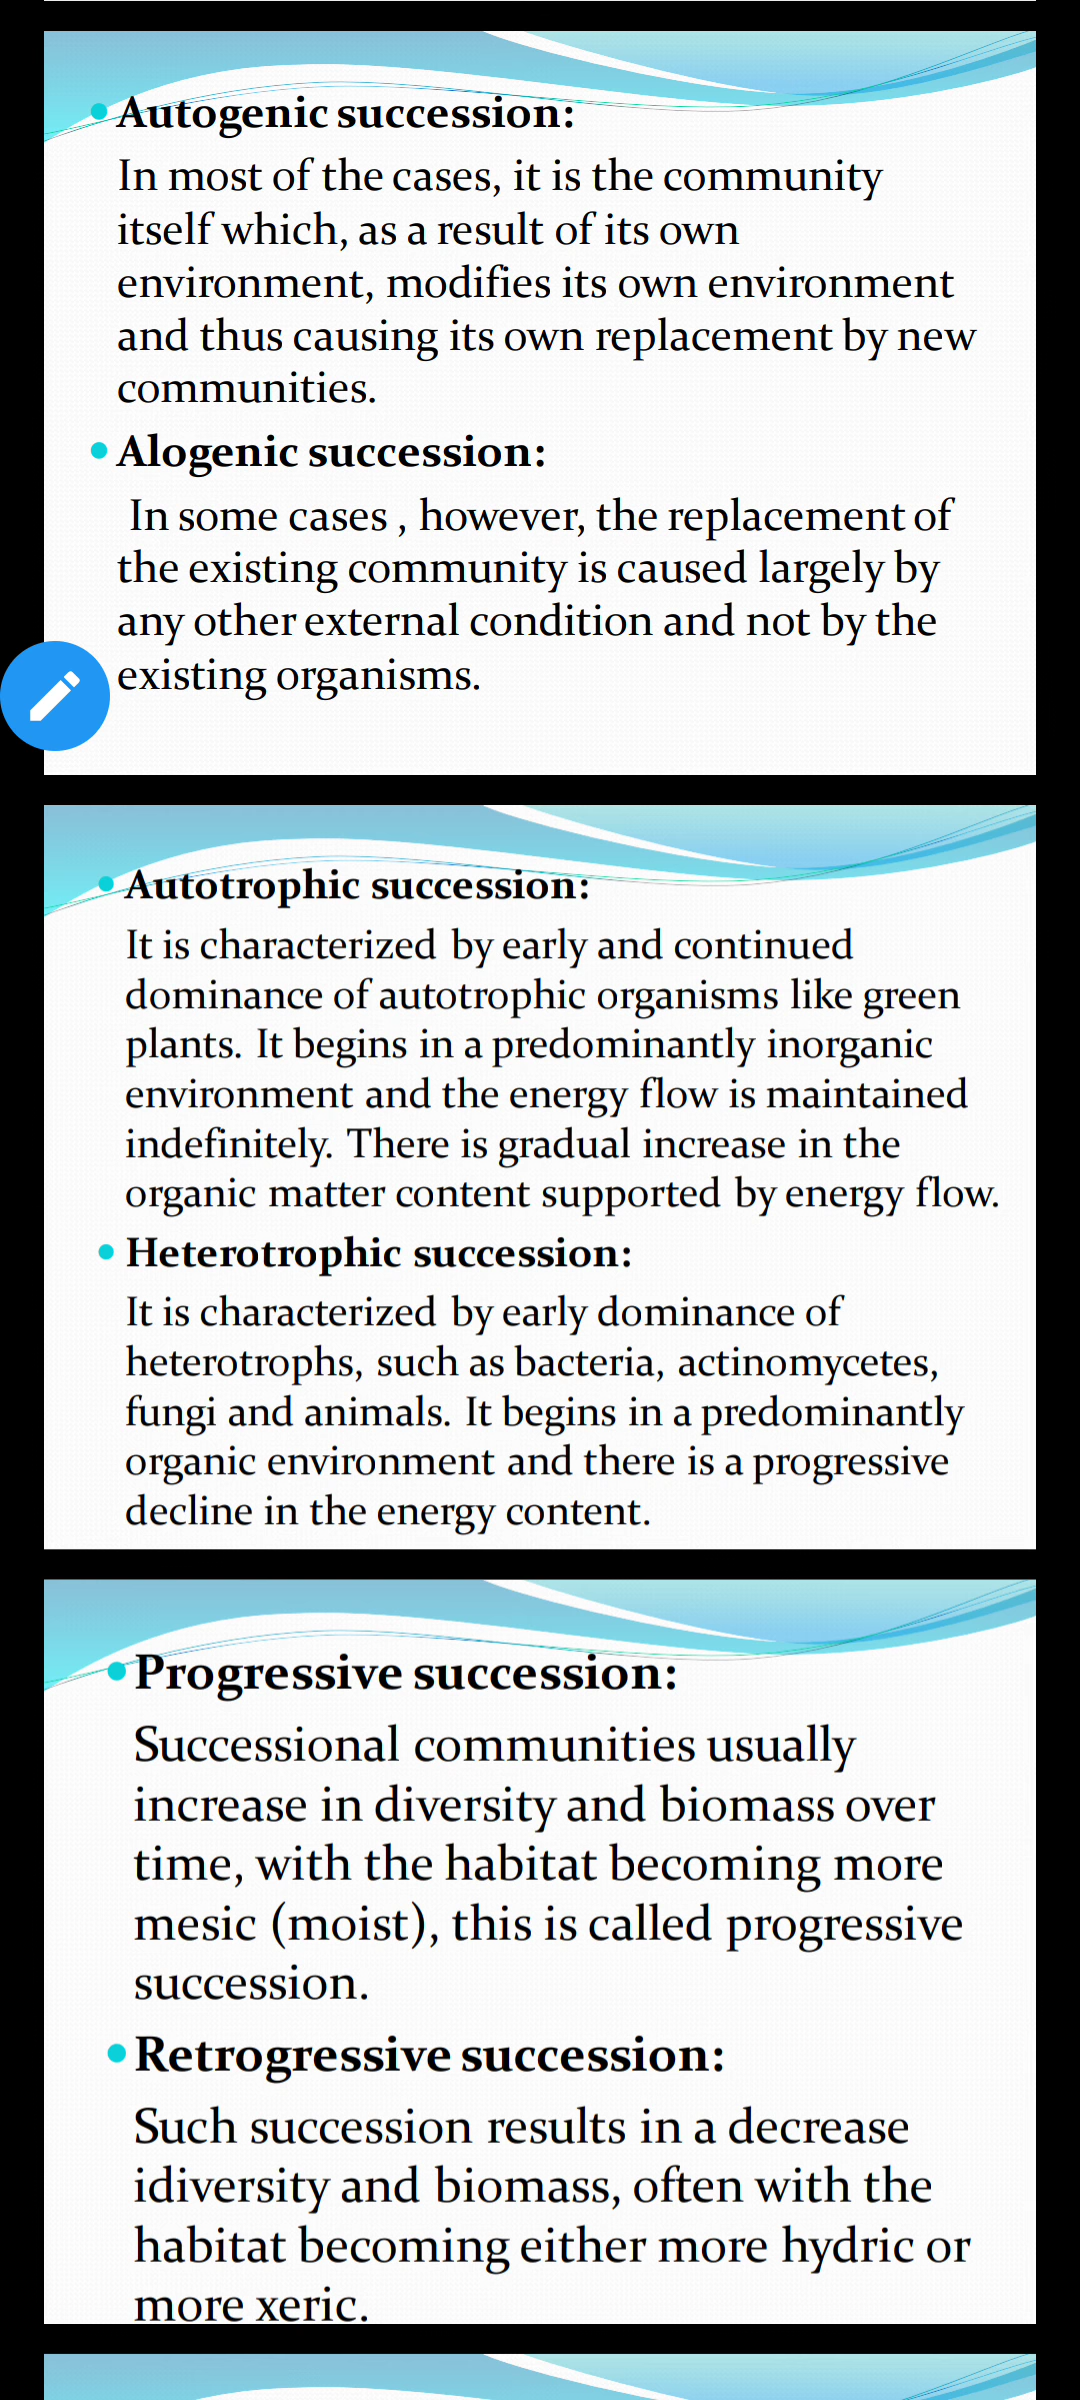 Autogenic succession:
In most of the cases, it is the community
itself which, as a result of its own
environment, modifies its own environment
and thus causing its own replacement by new
communities.
Alogenic succession:
In some cases , however, the replacement of
the existing community is caused largely by
any other external condition and not by the
existing organisms.
Autotrophic succession:
It is characterized by early and continued
dominance of autotrophic organisms like green
plants. It begins in a predominantly inorganic
environment and the energy flow is maintained
indefinitely. There is gradual increase in the
organic matter content supported by energy flow.
Heterotrophic succession:
It is characterized by early dominance of
heterotrophs, such as bacteria, actinomycetes,
fungi and animals. It begins in a predominantly
organic environment and there is a progressive
decline in the energy content.
Progressive succession:
Successional communities usually
increase in diversity and biomass over
time, with the habitat becoming more
mesic (moist), this is called progressive
succession.
Retrogressive succession:
Such succession results in a decrease
idiversity and biomass, often with the
habitat becoming either more hydric or
more xeric.